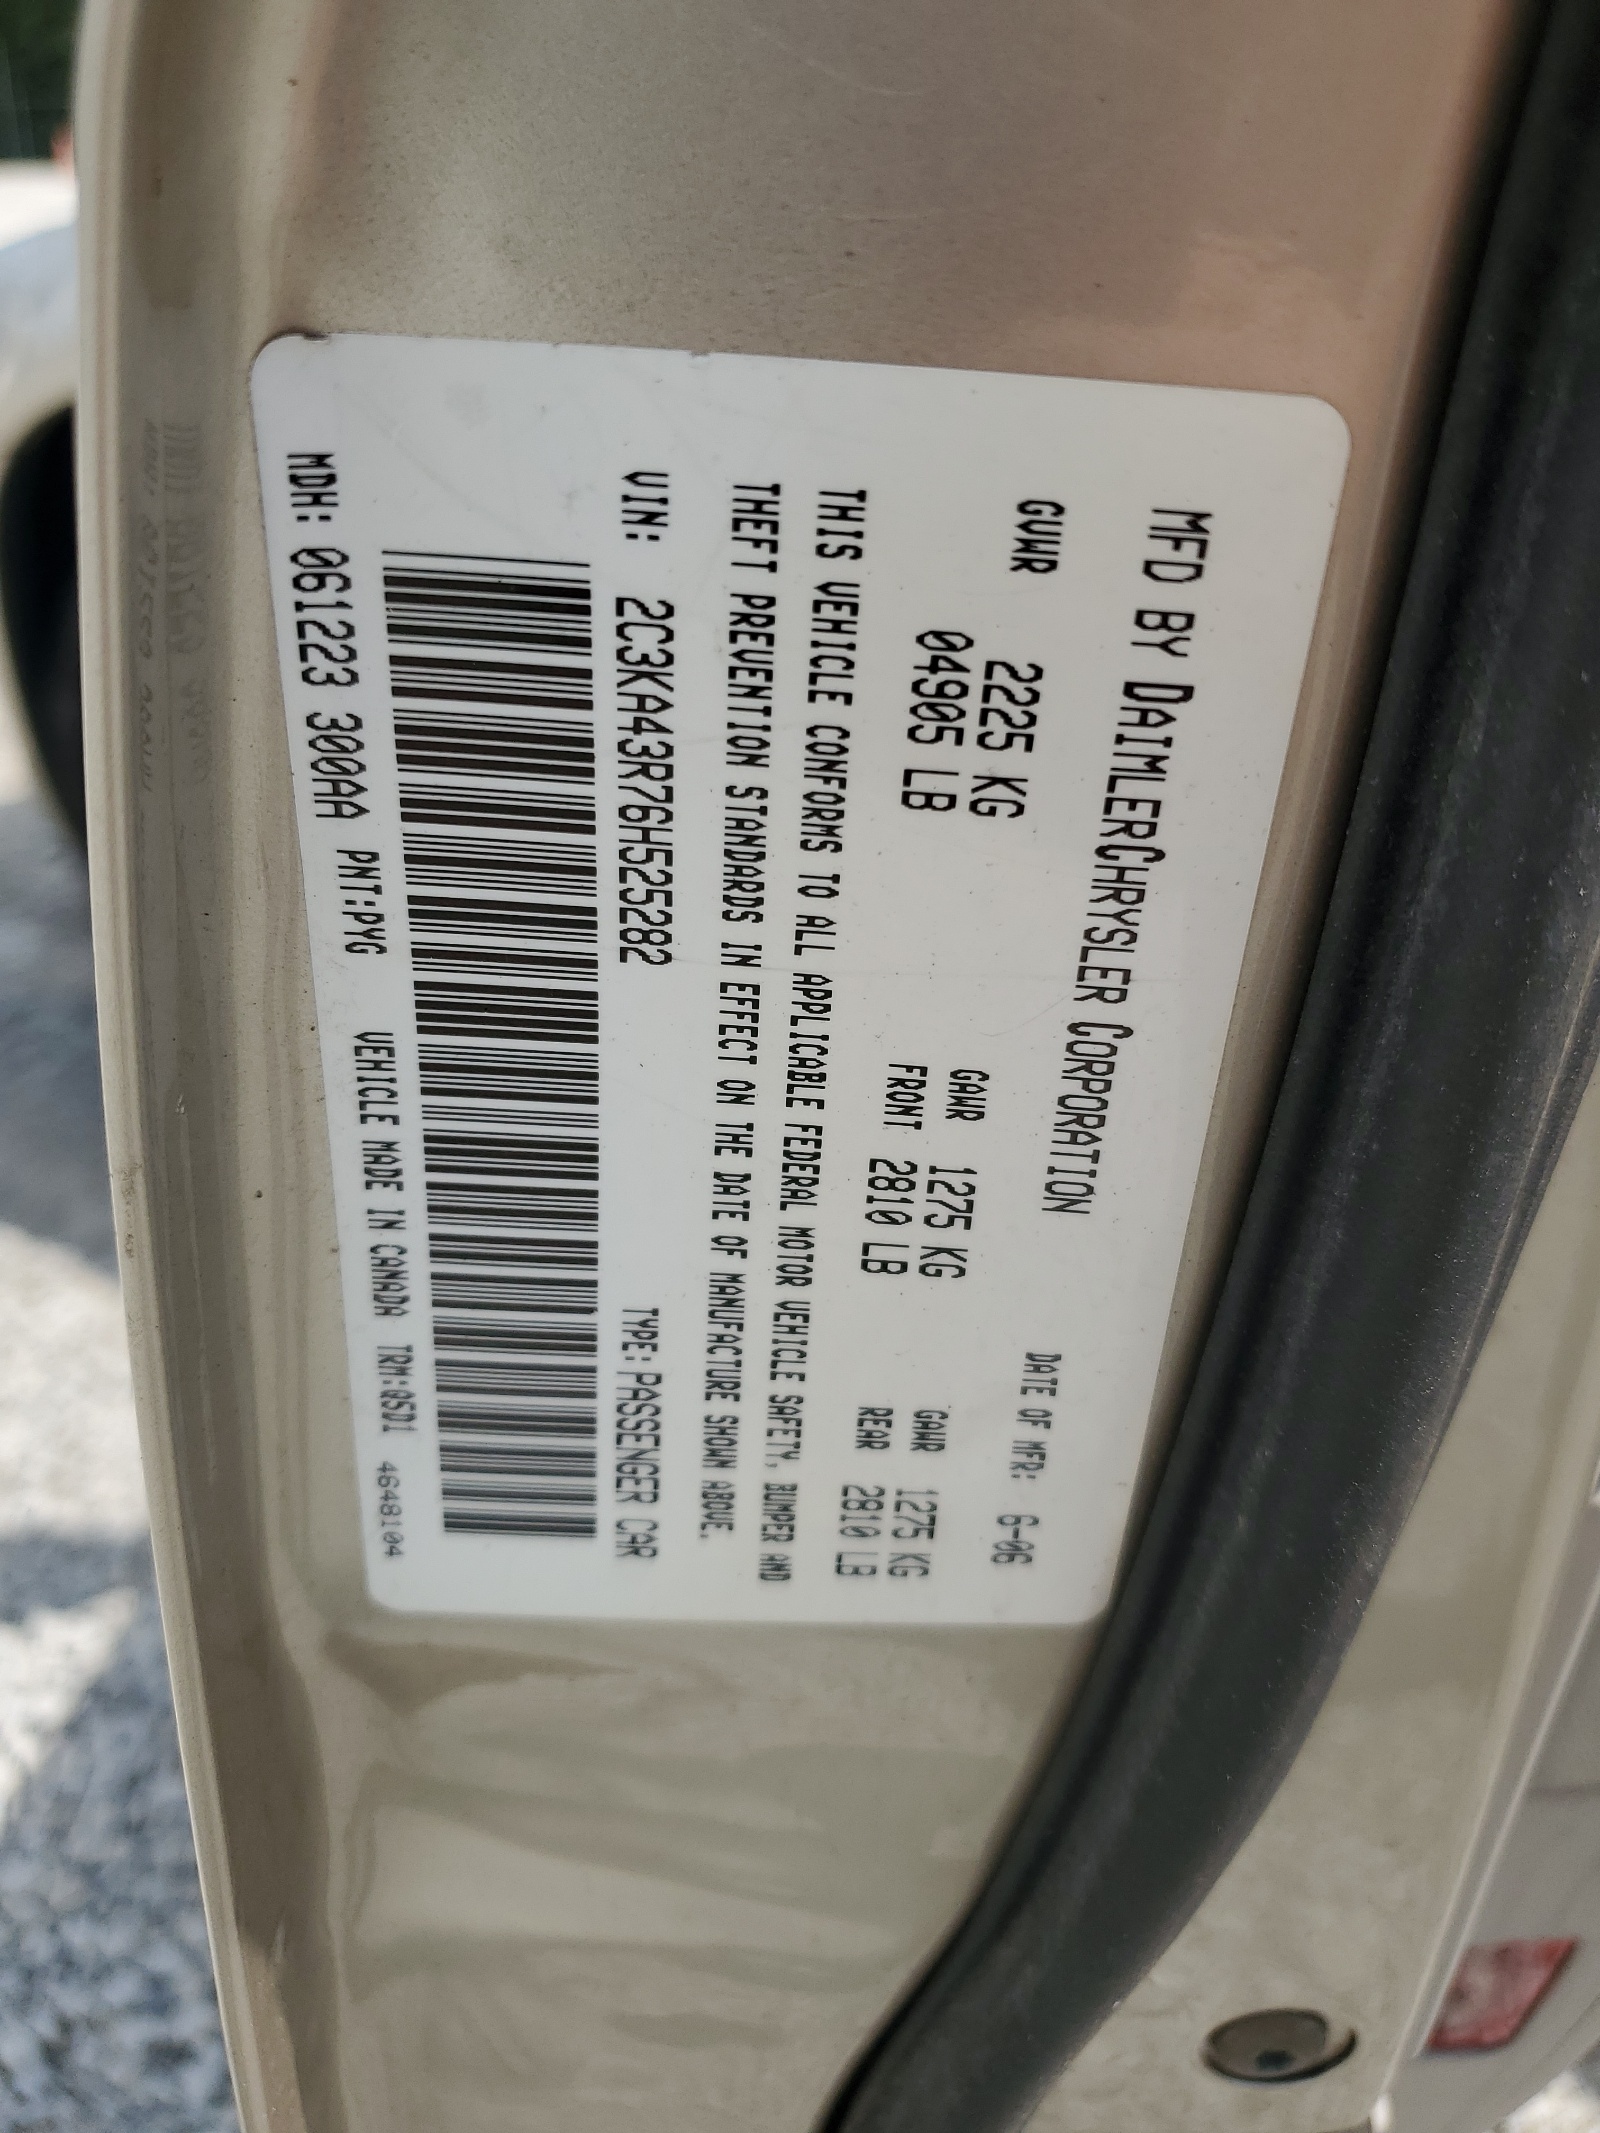 MFD BY DAIMLERCHRYSLER CORPORATION
DATE OF MFR: 6-06
GVWR 2225 KG
04905 LB
GAWR 1275 KG
FRONT 2810 LB
GAWR 1275 KG
REAR 2810 LB
THIS VEHICLE CONFORMS TO ALL APPLICABLE FEDERAL MOTOR VEHICLE SAFETY, BUMPER AND
THEFT PREVENTION STANDARDS IN EFFECT ON THE DATE OF MANUFACTURE SHOWN ABOVE.
VIN: 2C3KA43R76H525282 TYPE: PASSENGER CAR
MDH: 061223 300AA PNT:PYG VEHICLE MADE IN CANADA TRM:Q5D1 4648104